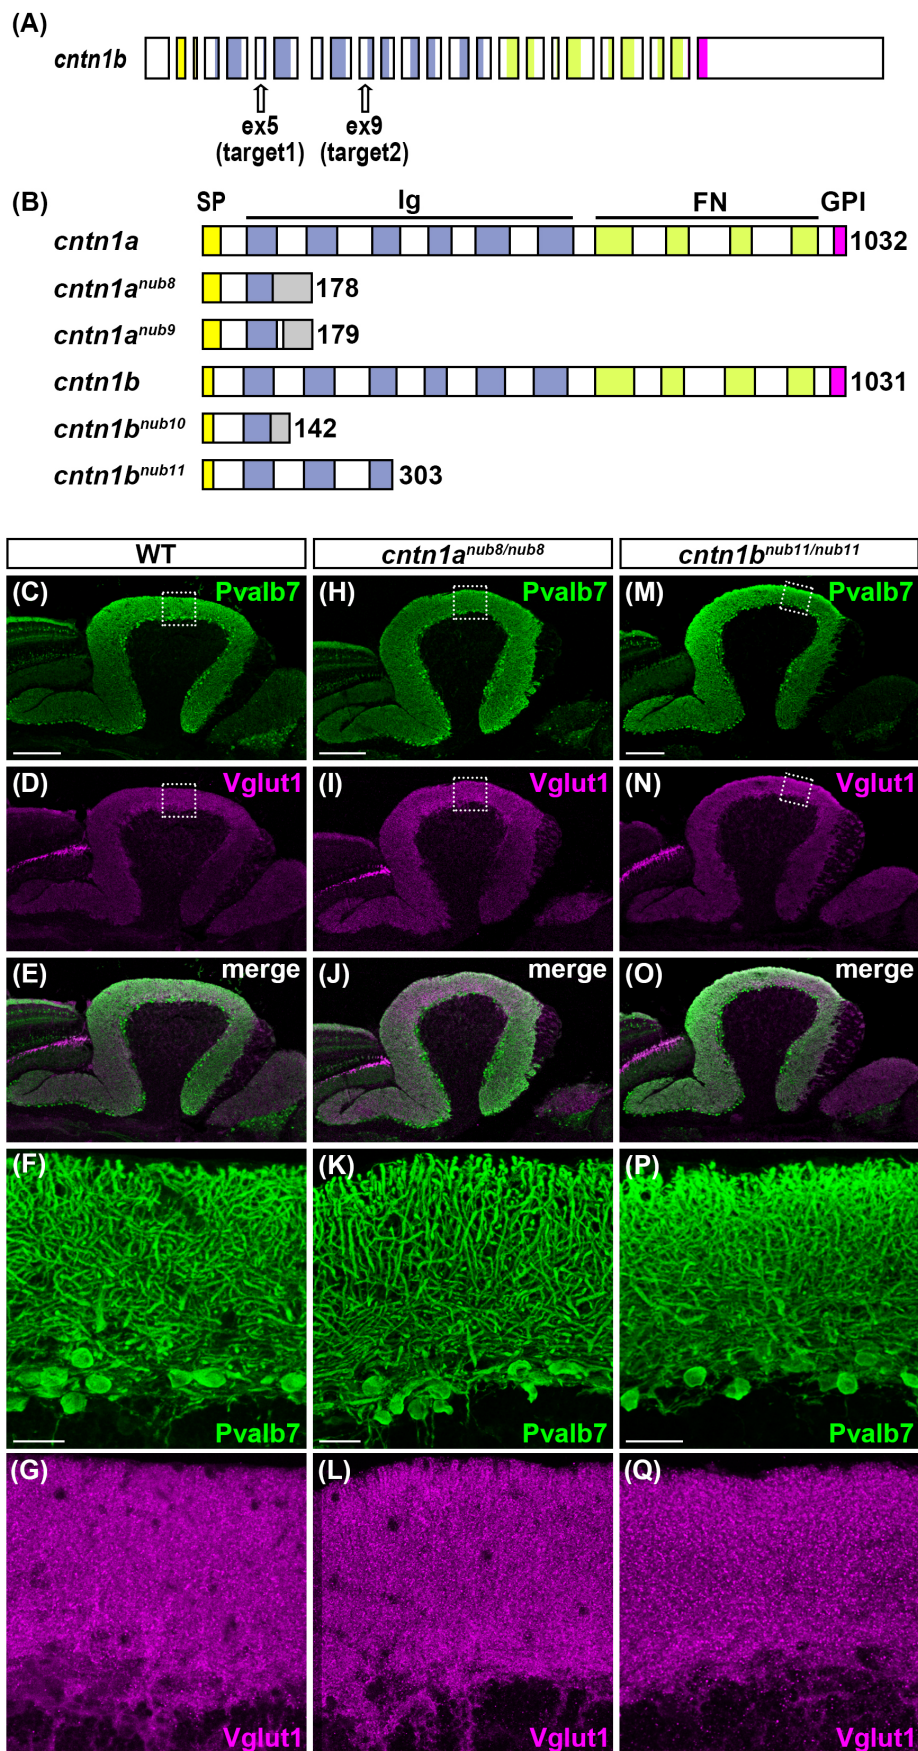 (A)
cntn1b
ex5 ex9
(target1) (target2)
(B) SP Ig FN GPI
cntn1a 1032
cntn1a nub8 178
cntn1a nub9 179
cntn1b 1031
cntn1b nub10 142
cntn1b nub11 303
WT cntn1a nub8/nub8 cntn1b nub11/nub11
(C) Pvalb7 (H) Pvalb7 (M) Pvalb7
(D) Vglut1 (I) Vglut1 (N) Vglut1
(E) merge (J) merge (O) merge
(F) (K) (P)
Pvalb7 Pvalb7 Pvalb7
(G) (L) (Q)
Vglut1 Vglut1 Vglut1